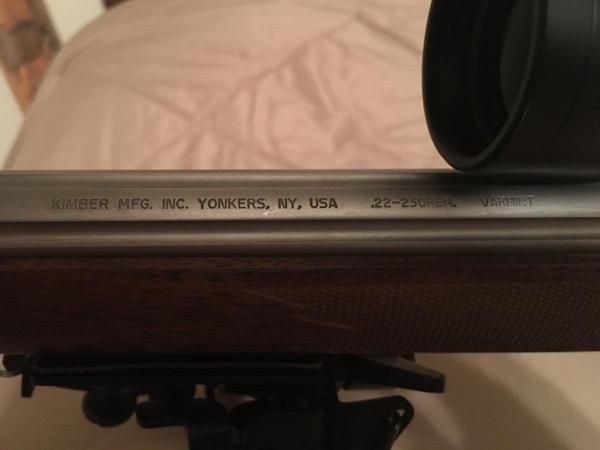 KIMBER MFG. INC. YONKERS, NY, USA .22-250REM. VARMINT